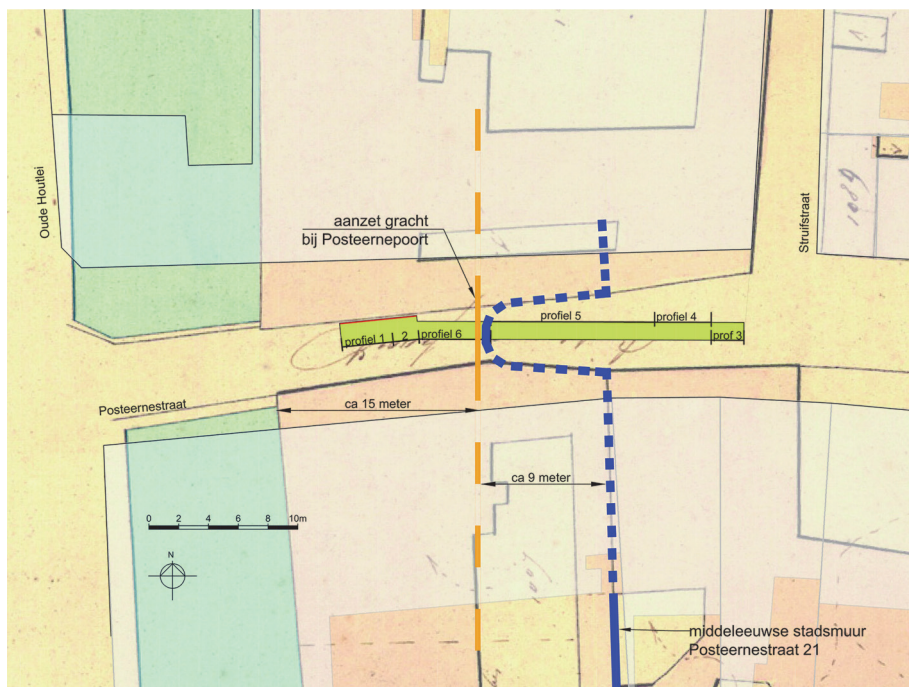 Oude Houtlei
Struifstraat
aanzet gracht
bij Posteernepoort
profiel 5
profiel 4
profiel 1
2
profiel 6
prof 3
Posteernestraat
ca 15 meter
ca 9 meter
0 2 4 6 8 10m
N
middeleeuwse stadsmuur
Posteernestraat 21